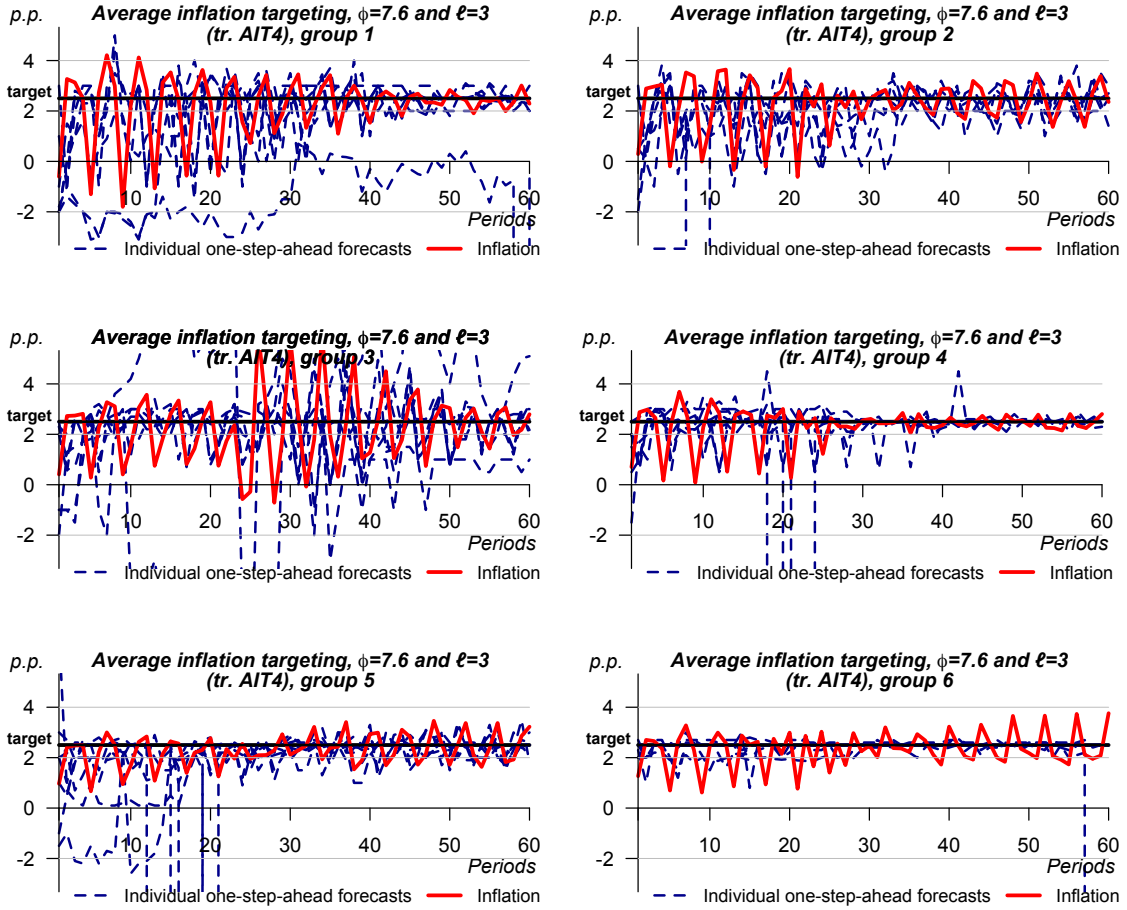 p.p. Average inflation targeting, ϕ=7.6 and ℓ=3
(tr. AIT4), group 1
4
target
2
0
-2
10 20 30 40 50 60
Periods
Individual one-step-ahead forecasts Inflation
p.p. Average inflation targeting, ϕ=7.6 and ℓ=3
(tr. AIT4), group 2
4
target
2
0
-2
10 20 30 40 50 60
Periods
Individual one-step-ahead forecasts Inflation
p.p. Average inflation targeting, ϕ=7.6 and ℓ=3
(tr. AIT4), group 3
4
target
2
0
-2
10 20 30 40 50 60
Periods
Individual one-step-ahead forecasts Inflation
p.p. Average inflation targeting, ϕ=7.6 and ℓ=3
(tr. AIT4), group 4
4
target
2
0
-2
10 20 30 40 50 60
Periods
Individual one-step-ahead forecasts Inflation
p.p. Average inflation targeting, ϕ=7.6 and ℓ=3
(tr. AIT4), group 5
4
target
2
0
-2
10 20 30 40 50 60
Periods
Individual one-step-ahead forecasts Inflation
p.p. Average inflation targeting, ϕ=7.6 and ℓ=3
(tr. AIT4), group 6
4
target
2
0
-2
10 20 30 40 50 60
Periods
Individual one-step-ahead forecasts Inflation